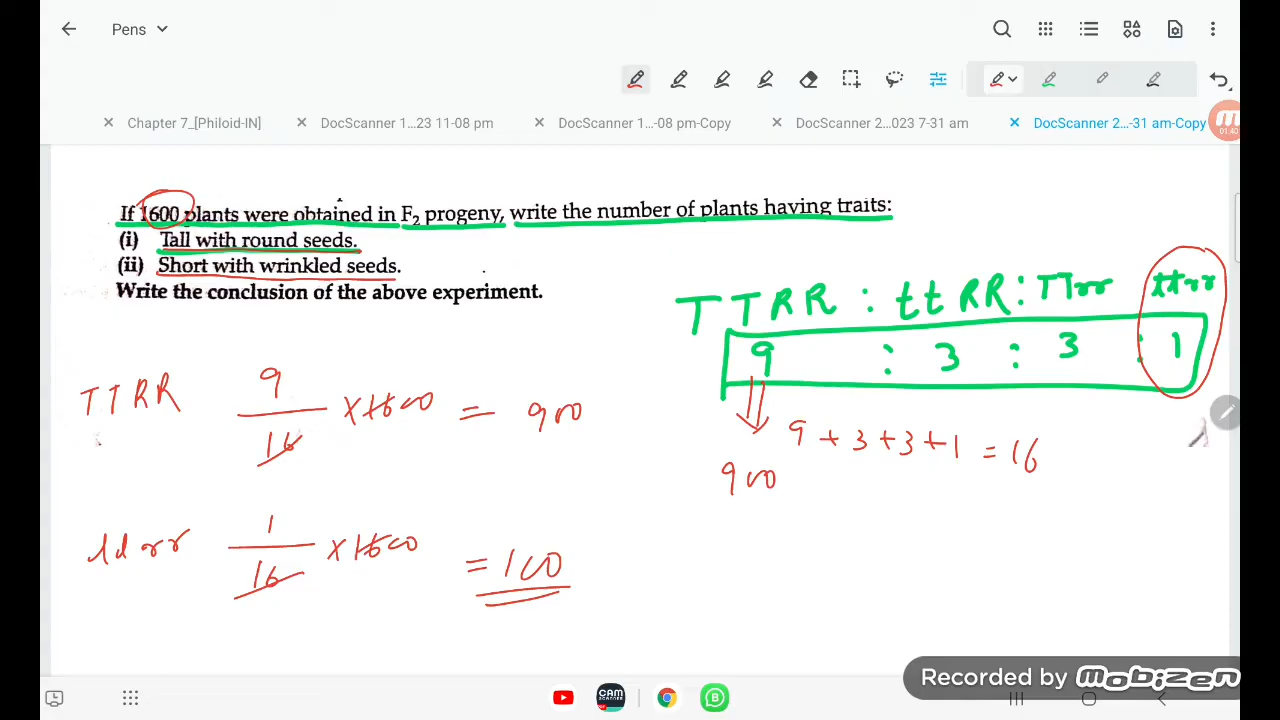 Pens
Chapter 7_[Philoid-IN]
DocScanner 1...23 11-08 pm
DocScanner 1...-08 pm-Copy
DocScanner 2...023 7-31 am
DocScanner 2...-31 am-Copy
01:40
If 1600 plants were obtained in F₂ progeny, write the number of plants having traits:
(i) Tall with round seeds.
(ii) Short with wrinkled seeds.
Write the conclusion of the above experiment.
TTRR : ttRR : TTrr ttrr
9 : 3 : 3 : 1
TTRR 9/16 x 1600 = 900
9 + 3 + 3 + 1 = 16
900
rr 1/16 x 1600 = 100
CAM
Recorded by mobizen